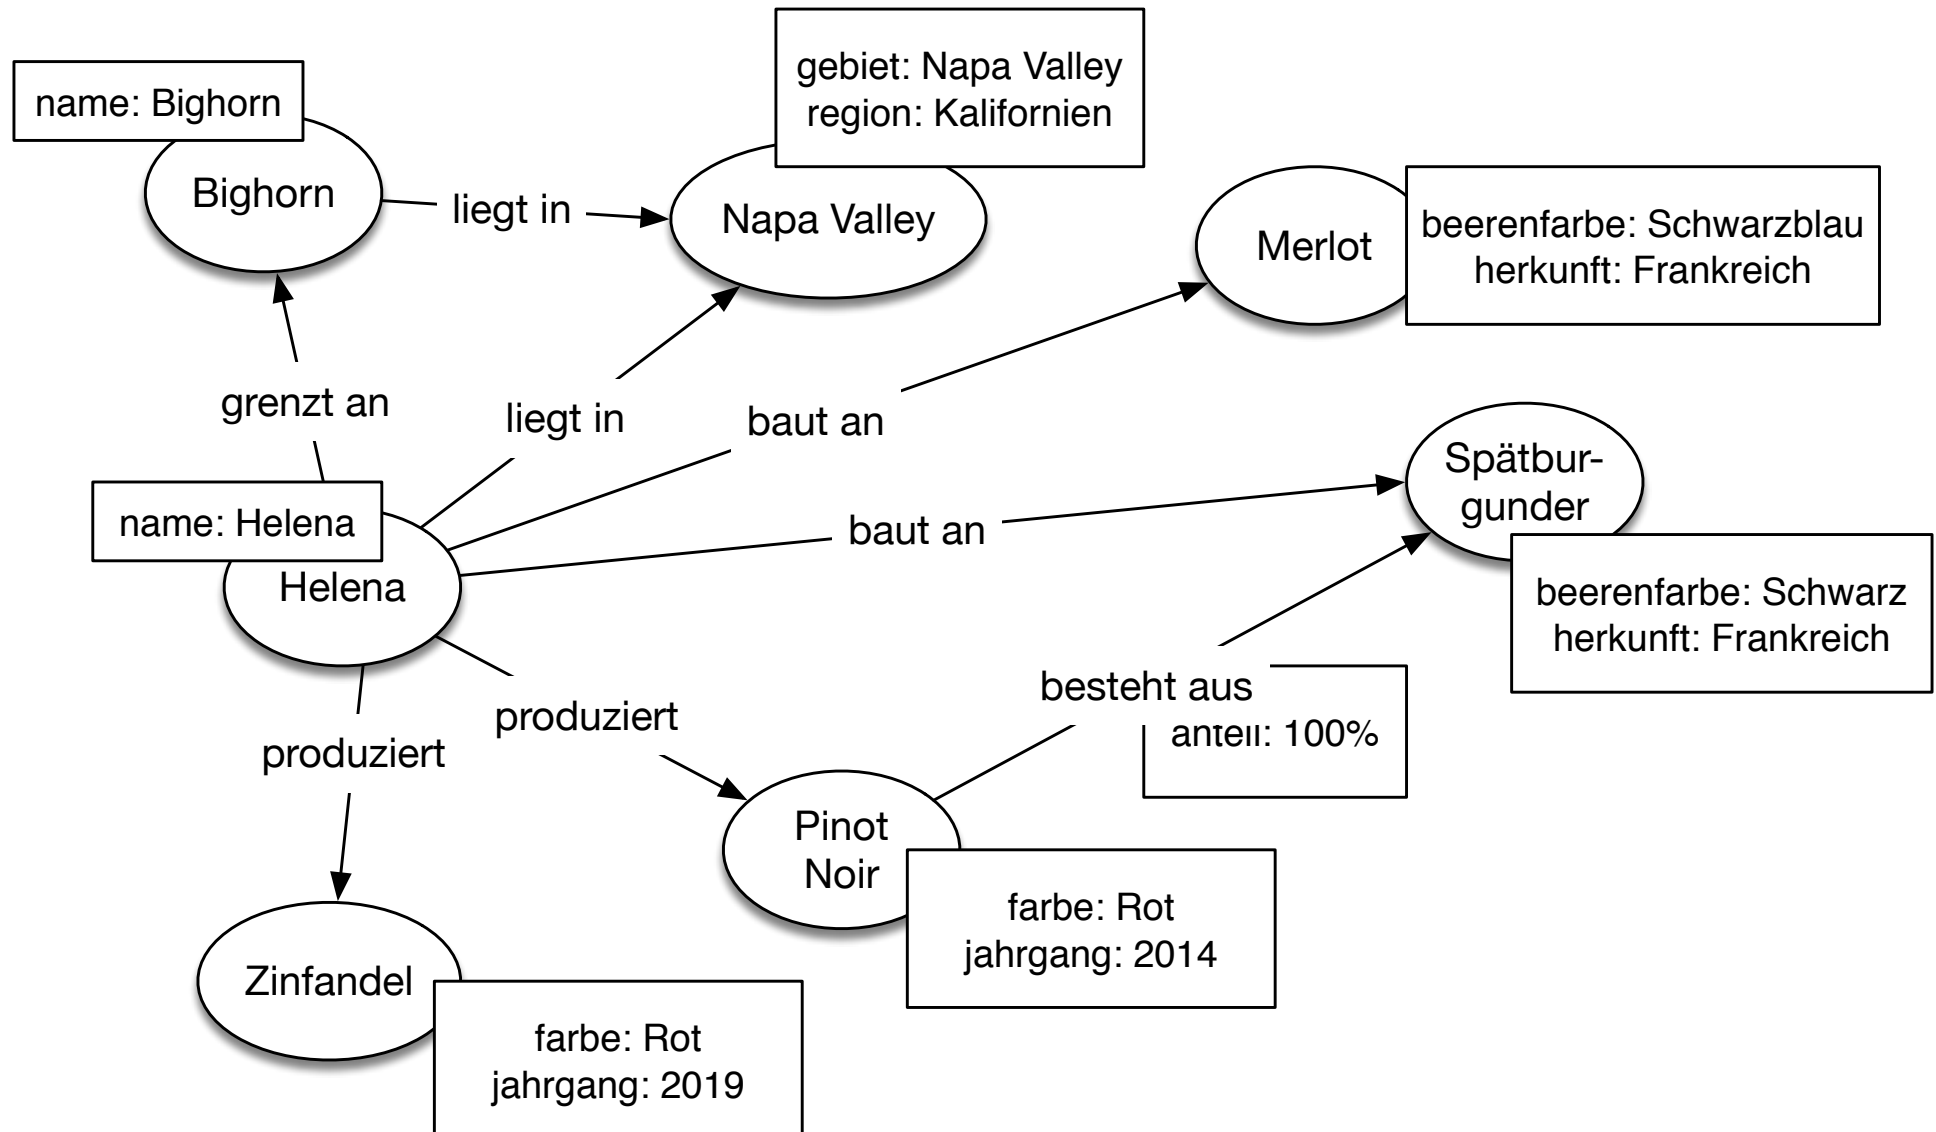 gebiet: Napa Valley
region: Kalifornien
name: Bighorn
Bighorn
liegt in
Napa Valley
Merlot
beerenfarbe: Schwarzblau
herkunft: Frankreich
grenzt an
liegt in
baut an
Spätbur-
gunder
name: Helena
baut an
Helena
beerenfarbe: Schwarz
herkunft: Frankreich
besteht aus
anteil: 100%
produziert
produziert
Pinot
Noir
farbe: Rot
jahrgang: 2014
Zinfandel
farbe: Rot
jahrgang: 2019